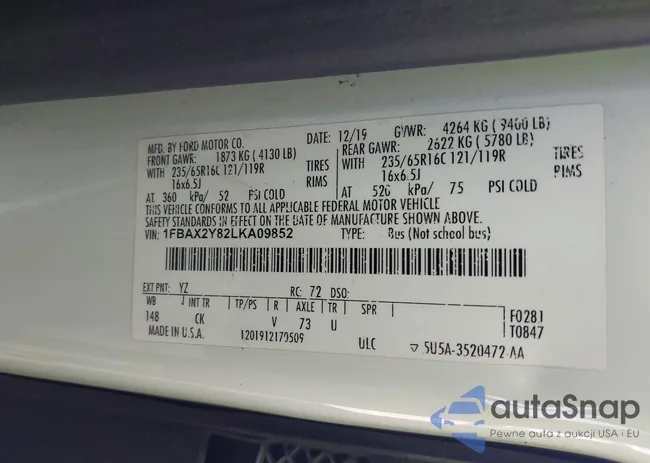 MFD. BY FORD MOTOR CO.
DATE: 12/19 GVWR: 4264 KG ( 9400 LB)
FRONT GAWR: 1873 KG ( 4130 LB)
REAR GAWR: 2622 KG ( 5780 LB)
WITH 235/65R16C 121/119R TIRES
WITH 235/65R16C 121/119R TIRES
16x6.5J RIMS
16x6.5J RIMS
AT 360 kPa/ 52 PSI COLD
AT 520 kPa/ 75 PSI COLD
THIS VEHICLE CONFORMS TO ALL APPLICABLE FEDERAL MOTOR VEHICLE
SAFETY STANDARDS IN EFFECT ON THE DATE OF MANUFACTURE SHOWN ABOVE.
VIN: 1FBAX2Y82LKA09852 TYPE: Bus (Not school bus)
EXT PNT: YZ RC: 72 DSO:
WB INT TR TP/PS R AXLE TR SPR
148 CK V 73 U
F0281
T0847
MADE IN U.S.A. 1201912179509 ULC ▽ 5U5A-3520472-AA
autaSnap
Pewne auta z aukcji USA i EU